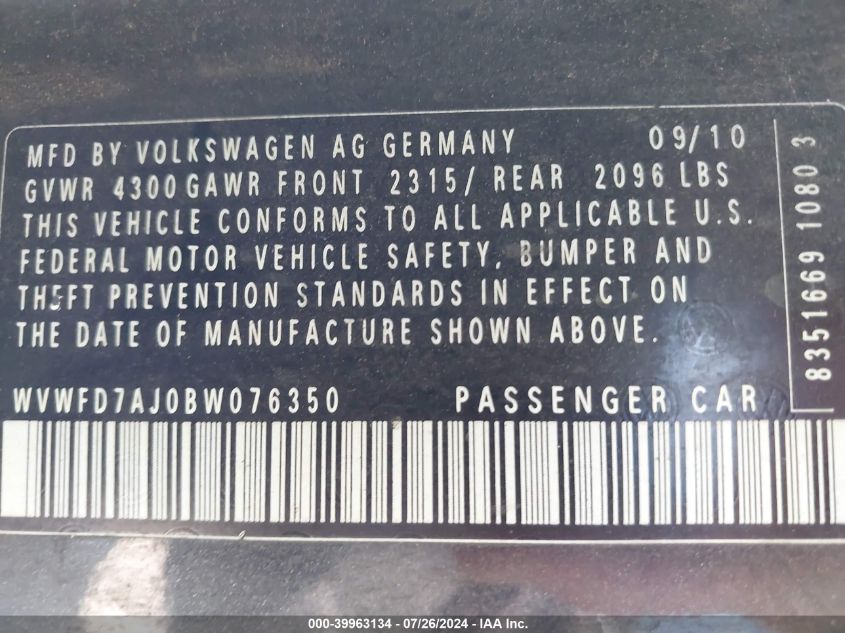 MFD BY VOLKSWAGEN AG GERMANY 09/10
GVWR 4300 GAWR FRONT 2315/ REAR 2096 LBS
THIS VEHICLE CONFORMS TO ALL APPLICABLE U.S.
FEDERAL MOTOR VEHICLE SAFETY, BUMPER AND
THEFT PREVENTION STANDARDS IN EFFECT ON
THE DATE OF MANUFACTURE SHOWN ABOVE.
WVWFD7AJ0BW076350 PASSENGER CAR
8351669 1080 3
000-39963134 / 07/26/2024 - IAA Inc.